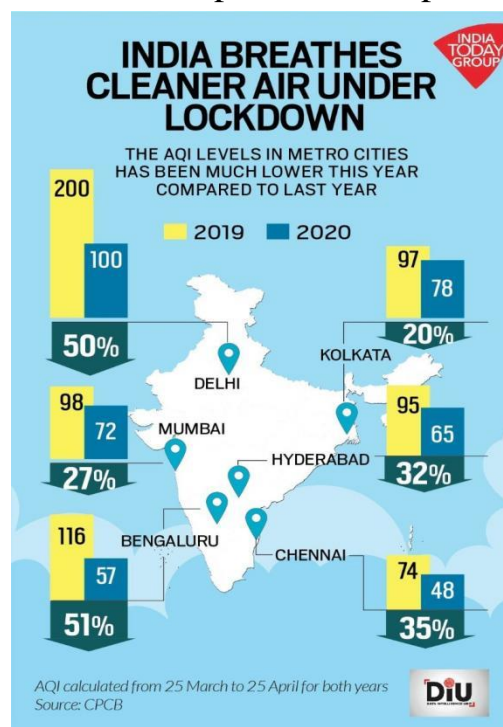 INDIA BREATHES
CLEANER AIR UNDER
LOCKDOWN
INDIA
TODAY
GROUP
THE AQI LEVELS IN METRO CITIES
HAS BEEN MUCH LOWER THIS YEAR
COMPARED TO LAST YEAR
2019 2020
200
100
50%
DELHI
97
78
20%
KOLKATA
98
72
27%
MUMBAI
95
65
32%
HYDERABAD
116
57
51%
BENGALURU
74
48
35%
CHENNAI
AQI calculated from 25 March to 25 April for both years
Source: CPCB
DiU